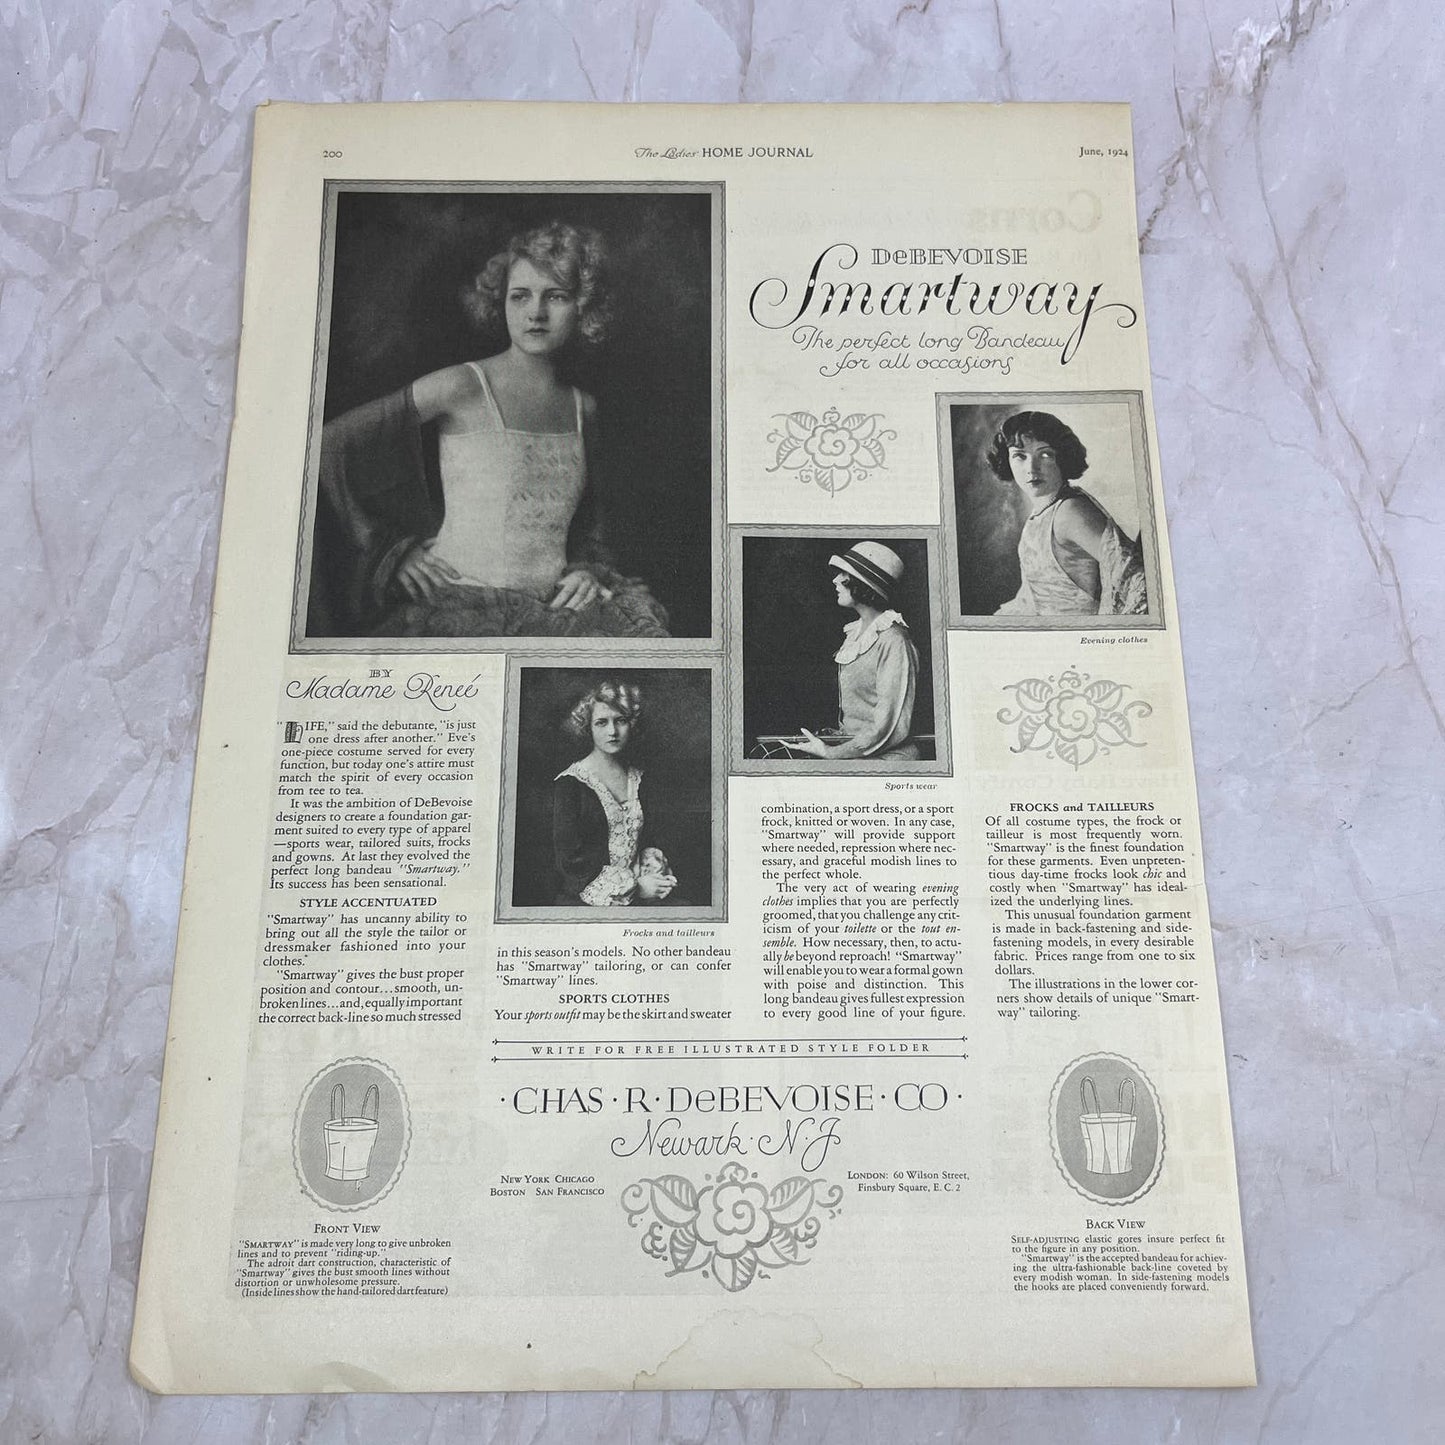 200
The Ladies' HOME JOURNAL
June, 1924
DeBEVOISE
Smartway
The perfect long Bandeau
for all occasions
Evening clothes
Sports wear
Frocks and tailleurs
BY
Madame Reneé
"LIFE," said the debutante, "is just
one dress after another." Eve's
one-piece costume served for every
function, but today one's attire must
match the spirit of every occasion
from tee to tea.
It was the ambition of DeBevoise
designers to create a foundation gar-
ment suited to every type of apparel
—sports wear, tailored suits, frocks
and gowns. At last they evolved the
perfect long bandeau "Smartway."
Its success has been sensational.
STYLE ACCENTUATED
"Smartway" has uncanny ability to
bring out all the style the tailor or
dressmaker fashioned into your
clothes.
"Smartway" gives the bust proper
position and contour...smooth, un-
broken lines...and, equally important
the correct back-line so much stressed
in this season's models. No other bandeau
has "Smartway" tailoring, or can confer
"Smartway" lines.
SPORTS CLOTHES
Your sports outfit may be the skirt and sweater
combination, a sport dress, or a sport
frock, knitted or woven. In any case,
"Smartway" will provide support
where needed, repression where nec-
essary, and graceful modish lines to
the perfect whole.
The very act of wearing evening
clothes implies that you are perfectly
groomed, that you challenge any crit-
icism of your toilette or the tout en-
semble. How necessary, then, to actu-
ally be beyond reproach! "Smartway"
will enable you to wear a formal gown
with poise and distinction. This
long bandeau gives fullest expression
to every good line of your figure.
FROCKS and TAILLEURS
Of all costume types, the frock or
tailleur is most frequently worn.
"Smartway" is the finest foundation
for these garments. Even unpreten-
tious day-time frocks look chic and
costly when "Smartway" has ideal-
ized the underlying lines.
This unusual foundation garment
is made in back-fastening and side-
fastening models, in every desirable
fabric. Prices range from one to six
dollars.
The illustrations in the lower cor-
ners show details of unique "Smart-
way" tailoring.
WRITE FOR FREE ILLUSTRATED STYLE FOLDER
· CHAS · R · DeBEVOISE · CO ·
Newark · N · J
NEW YORK CHICAGO
BOSTON SAN FRANCISCO
LONDON: 60 Wilson Street,
Finsbury Square, E. C. 2
FRONT VIEW
"SMARTWAY" is made very long to give unbroken
lines and to prevent "riding-up."
The adroit dart construction, characteristic of
"Smartway" gives the bust smooth lines without
distortion or unwholesome pressure.
(Inside lines show the hand-tailored dart feature)
BACK VIEW
SELF-ADJUSTING elastic gores insure perfect fit
to the figure in any position.
"Smartway" is the accepted bandeau for achiev-
ing the ultra-fashionable back-line coveted by
every modish woman. In side-fastening models
the hooks are placed conveniently forward.